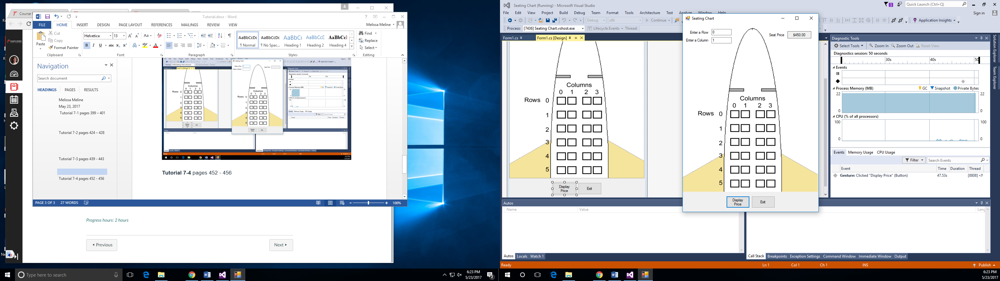 Course
Tutorial.docx - Word
Melissa Meline
FILE HOME INSERT DESIGN PAGE LAYOUT REFERENCES MAILINGS REVIEW VIEW
Paste
Cut
Copy
Format Painter
Clipboard
Helvetica 13
Font
Paragraph
AaBbCcDc AaBbCcDc AaBbCc AaBbCcD AaBbCc
¶ Normal ¶ No Spac... Heading 1 Heading 2 Heading 4
Styles
Find
Replace
Select
Editing
Navigation
Search document
HEADINGS PAGES RESULTS
Melissa Meline
May 23, 2017
Tutorial 7-1 pages 399 – 401
Tutorial 7-2 pages 424 – 428
Tutorial 7-3 pages 439 - 443
Tutorial 7-4 pages 452 - 456
Tutorial 7-4 pages 452 - 456
PAGE 3 OF 3 27 WORDS 100%
Progress hours: 2 hours
Previous
Next
Type here to search
6:23 PM
5/23/2017
Seating Chart (Running) - Microsoft Visual Studio
3
Quick Launch (Ctrl+Q)
File Edit View Project Build Debug Team Format Tools Architecture Test Analyze Window Help
Sign in
Debug x86 Continue
Application Insights
Process: [7436] Seating Chart.vshost.exe Lifecycle Events Thread:
Form1.cs Form1.cs [Design]
Columns
0 1 2 3
Rows 0
1
2
3
4
5
Display
Price
Exit
Seating Chart
Enter a Row 0
Enter a Column 1
Seat Price $450.00
Columns
0 1 2 3
Rows 0
1
2
3
4
5
Display
Price
Exit
Diagnostic Tools
Select Tools Zoom In Zoom Out Reset View
Diagnostics session: 50 seconds
30s 40s 50
Events
Process Memory (MB) GC Snapshot Private Bytes
22 22
0 0
CPU (% of all processors)
100 100
0 0
Events Memory Usage CPU Usage
Filter Search Events
Event Time Duration Thread
Gesture: Clicked "Display Price" (Button) 47.53s [8808] <N
Solution Explorer
Team Explorer
Autos
Name Value Lang
Autos Locals Watch 1
Call Stack Breakpoints Exception Settings Command Window Immediate Window Output
Ready Ln 1 Col 1 Ch 1 INS Publish
6:23 PM
5/23/2017